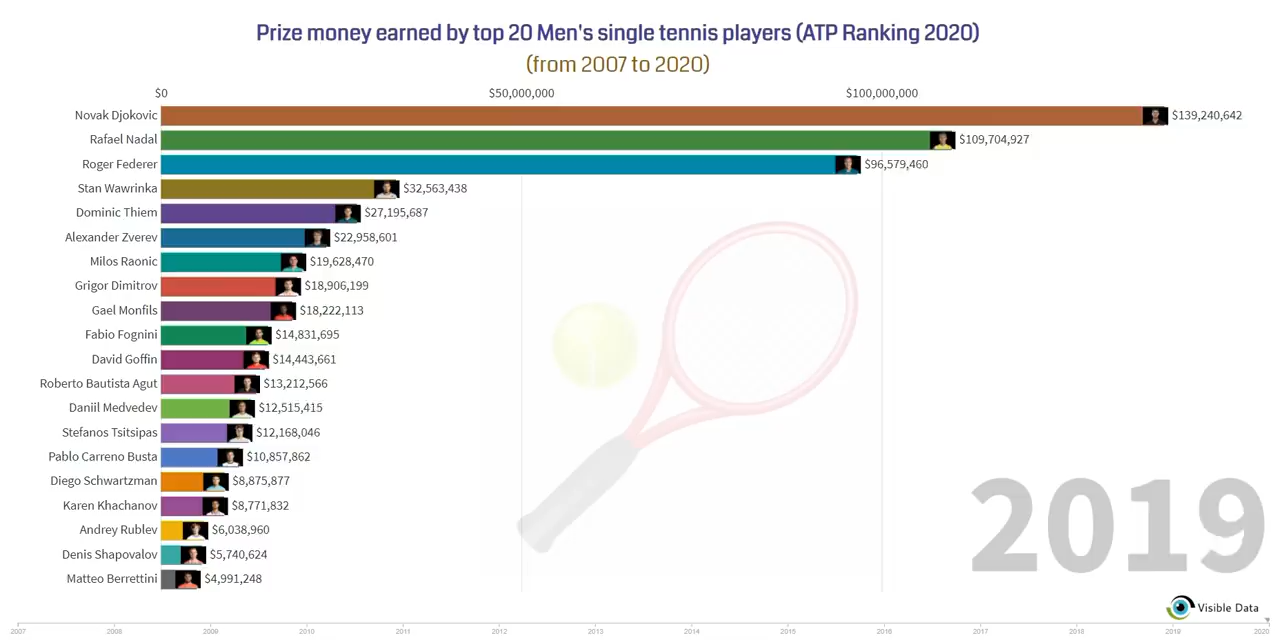 Prize money earned by top 20 Men's single tennis players (ATP Ranking 2020)
(from 2007 to 2020)
$0 $50,000,000 $100,000,000
Novak Djokovic $139,240,642
Rafael Nadal $109,704,927
Roger Federer $96,579,460
Stan Wawrinka $32,563,438
Dominic Thiem $27,195,687
Alexander Zverev $22,958,601
Milos Raonic $19,628,470
Grigor Dimitrov $18,906,199
Gael Monfils $18,222,113
Fabio Fognini $14,831,695
David Goffin $14,443,661
Roberto Bautista Agut $13,212,566
Daniil Medvedev $12,515,415
Stefanos Tsitsipas $12,168,046
Pablo Carreno Busta $10,857,862
Diego Schwartzman $8,875,877
Karen Khachanov $8,771,832
Andrey Rublev $6,038,960
Denis Shapovalov $5,740,624
Matteo Berrettini $4,991,248
2019
Visible Data
2007 2008 2009 2010 2011 2012 2013 2014 2015 2016 2017 2018 2019 2020